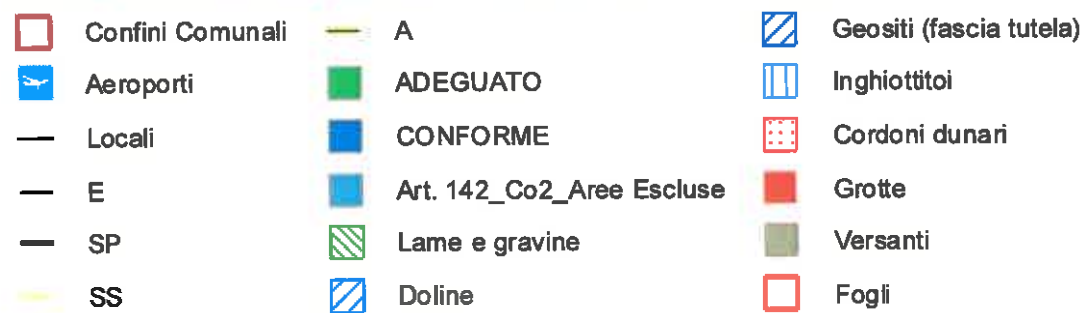 Confini Comunali
Aeroporti
Locali
E
SP
SS
A
ADEGUATO
CONFORME
Art. 142_Co2_Aree Escluse
Lame e gravine
Doline
Geositi (fascia tutela)
Inghiottitoi
Cordoni dunari
Grotte
Versanti
Fogli